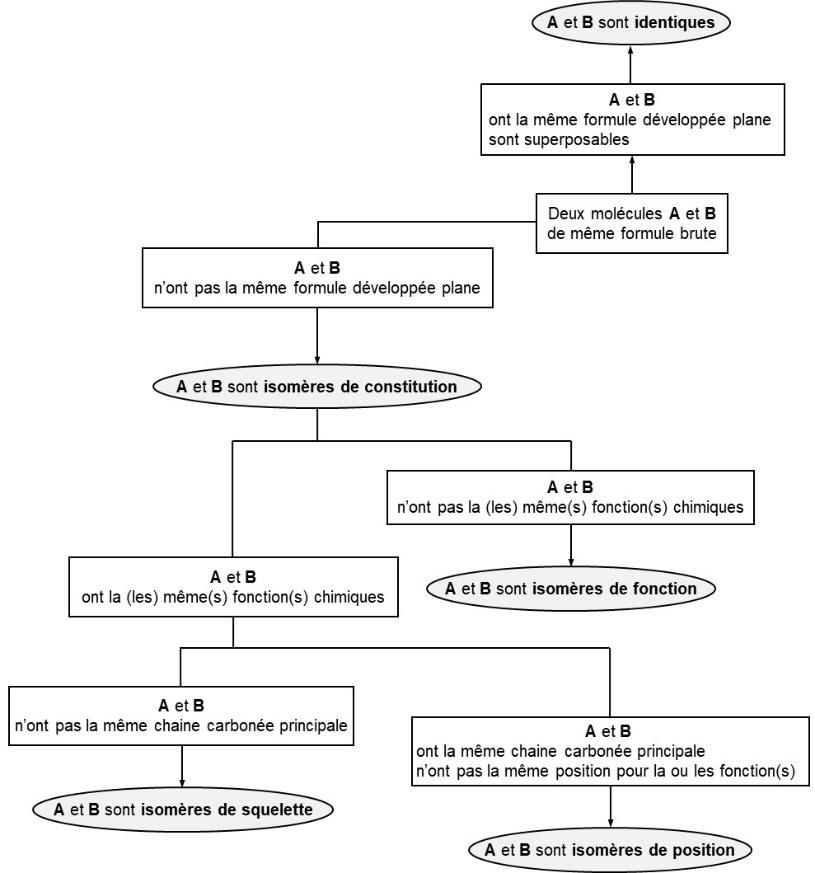 A et B sont identiques
A et B
ont la même formule développée plane
sont superposables
Deux molécules A et B
de même formule brute
A et B
n'ont pas la même formule développée plane
A et B sont isomères de constitution
A et B
n'ont pas la (les) même(s) fonction(s) chimiques
A et B sont isomères de fonction
A et B
ont la (les) même(s) fonction(s) chimiques
A et B
n'ont pas la même chaine carbonée principale
A et B
ont la même chaine carbonée principale
n'ont pas la même position pour la ou les fonction(s)
A et B sont isomères de squelette
A et B sont isomères de position